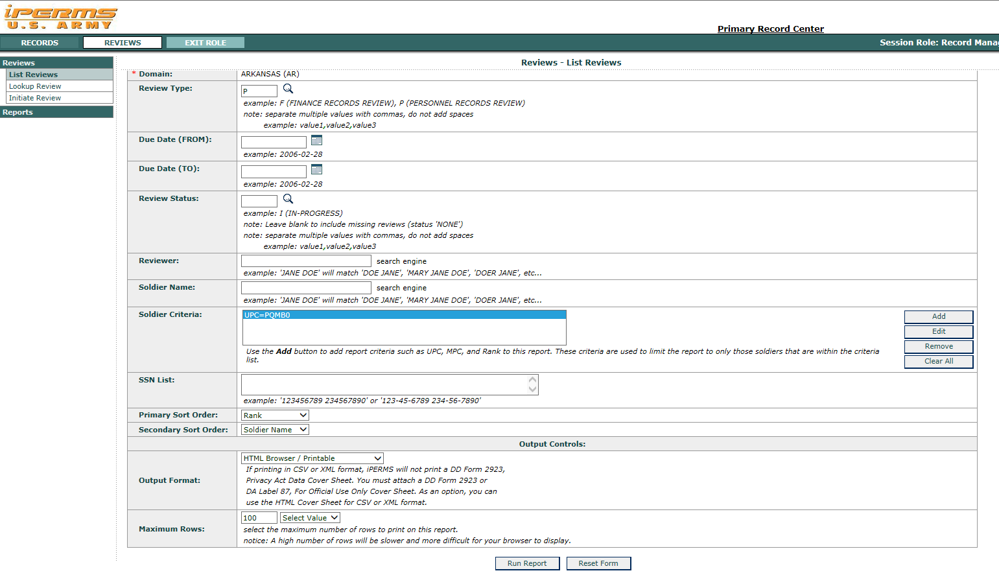 iPERMS
U.S. ARMY
Primary Record Center
RECORDS
REVIEWS
EXIT ROLE
Session Role: Record Mana
Reviews
List Reviews
Lookup Review
Initiate Review
Reports
Reviews - List Reviews
* Domain: ARKANSAS (AR)
Review Type: P
example: F (FINANCE RECORDS REVIEW), P (PERSONNEL RECORDS REVIEW)
note: separate multiple values with commas, do not add spaces
example: value1,value2,value3
Due Date (FROM):
example: 2006-02-28
Due Date (TO):
example: 2006-02-28
Review Status:
example: I (IN-PROGRESS)
note: Leave blank to include missing reviews (status 'NONE')
note: separate multiple values with commas, do not add spaces
example: value1,value2,value3
Reviewer: search engine
example: 'JANE DOE' will match 'DOE JANE', 'MARY JANE DOE', 'DOER JANE', etc...
Soldier Name: search engine
example: 'JANE DOE' will match 'DOE JANE', 'MARY JANE DOE', 'DOER JANE', etc...
Soldier Criteria: UPC=PQMB0
Add
Edit
Remove
Clear All
Use the Add button to add report criteria such as UPC, MPC, and Rank to this report. These criteria are used to limit the report to only those soldiers that are within the criteria
list.
SSN List:
example: '123456789 234567890' or '123-45-6789 234-56-7890'
Primary Sort Order: Rank
Secondary Sort Order: Soldier Name
Output Controls:
Output Format: HTML Browser / Printable
If printing in CSV or XML format, iPERMS will not print a DD Form 2923,
Privacy Act Data Cover Sheet. You must attach a DD Form 2923 or
DA Label 87, For Official Use Only Cover Sheet. As an option, you can
use the HTML Cover Sheet for CSV or XML format.
Maximum Rows: 100 Select Value
select the maximum number of rows to print on this report.
notice: A high number of rows will be slower and more difficult for your browser to display.
Run Report
Reset Form